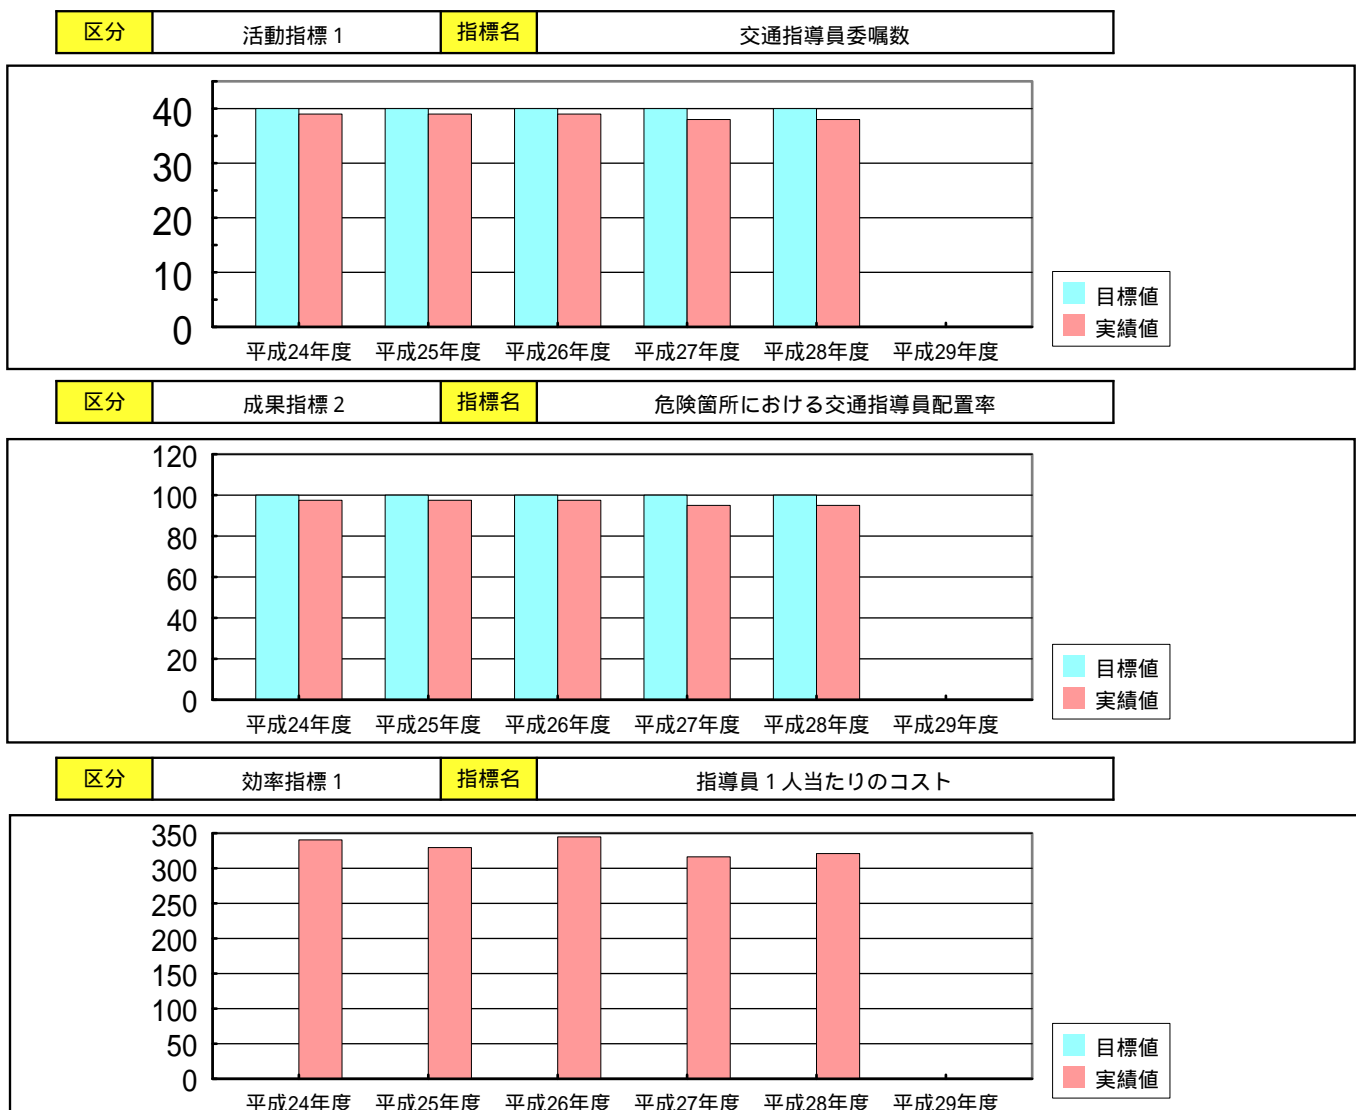 区分 活動指標１ 指標名 交通指導員委嘱数
40
30
20
10
0
平成24年度 平成25年度 平成26年度 平成27年度 平成28年度 平成29年度
目標値
実績値
区分 成果指標２ 指標名 危険箇所における交通指導員配置率
120
100
80
60
40
20
0
平成24年度 平成25年度 平成26年度 平成27年度 平成28年度 平成29年度
目標値
実績値
区分 効率指標１ 指標名 指導員１人当たりのコスト
350
300
250
200
150
100
50
0
平成24年度 平成25年度 平成26年度 平成27年度 平成28年度 平成29年度
目標値
実績値